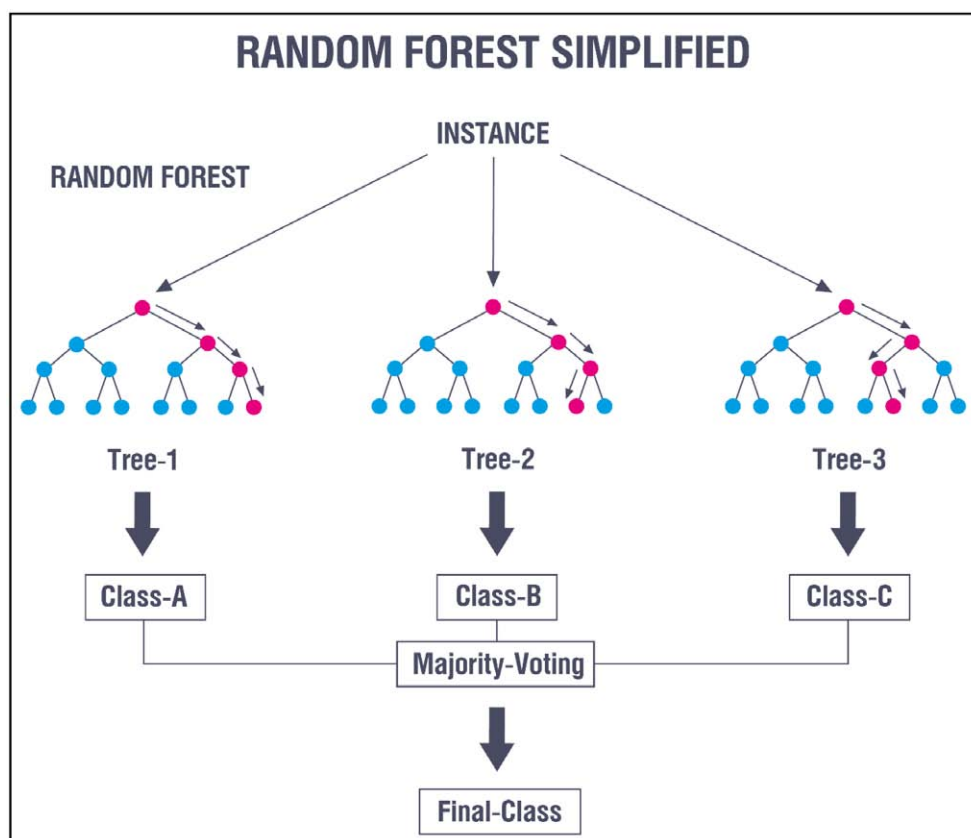 RANDOM FOREST SIMPLIFIED
INSTANCE
RANDOM FOREST
Tree-1
Tree-2
Tree-3
Class-A
Class-B
Class-C
Majority-Voting
Final-Class